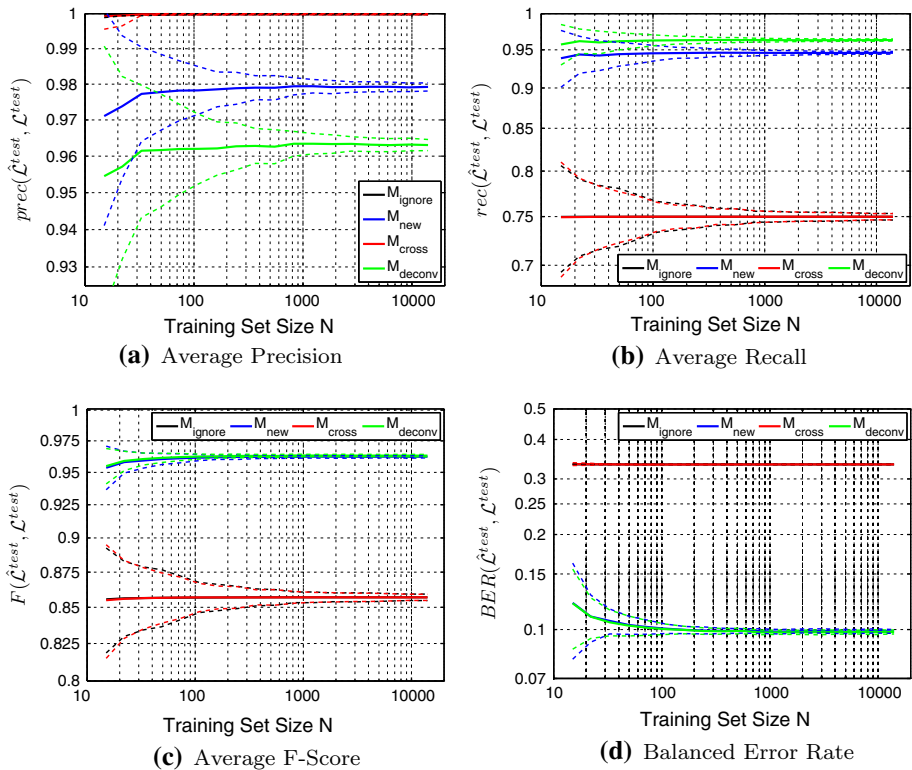 1
0.99
0.98
0.97
0.96
0.95
0.94
0.93
prec(L̂^test, L^test)
M_ignore
M_new
M_cross
M_deconv
10 100 1000 10000
Training Set Size N
(a) Average Precision
1
0.95
0.9
0.85
0.8
0.75
0.7
rec(L̂^test, L^test)
M_ignore M_new M_cross M_deconv
10 100 1000 10000
Training Set Size N
(b) Average Recall
1
0.975
0.95
0.925
0.9
0.875
0.85
0.825
0.8
F(L̂^test, L^test)
M_ignore M_new M_cross M_deconv
10 100 1000 10000
Training Set Size N
(c) Average F-Score
0.5
0.4
0.3
0.2
0.15
0.1
0.07
BER(L̂^test, L^test)
M_ignore M_new M_cross M_deconv
10 100 1000 10000
Training Set Size N
(d) Balanced Error Rate